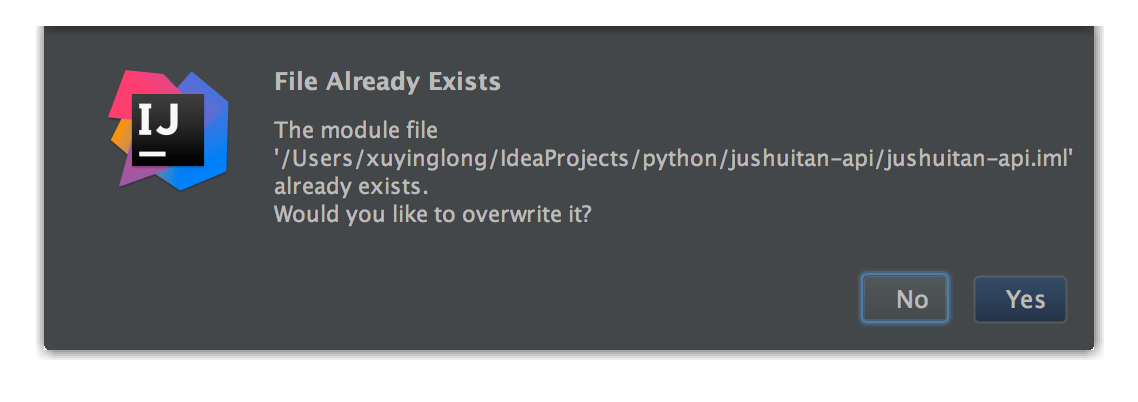 IJ
File Already Exists
The module file
'/Users/xuyinglong/IdeaProjects/python/jushuitan-api/jushuitan-api.iml'
already exists.
Would you like to overwrite it?
No Yes